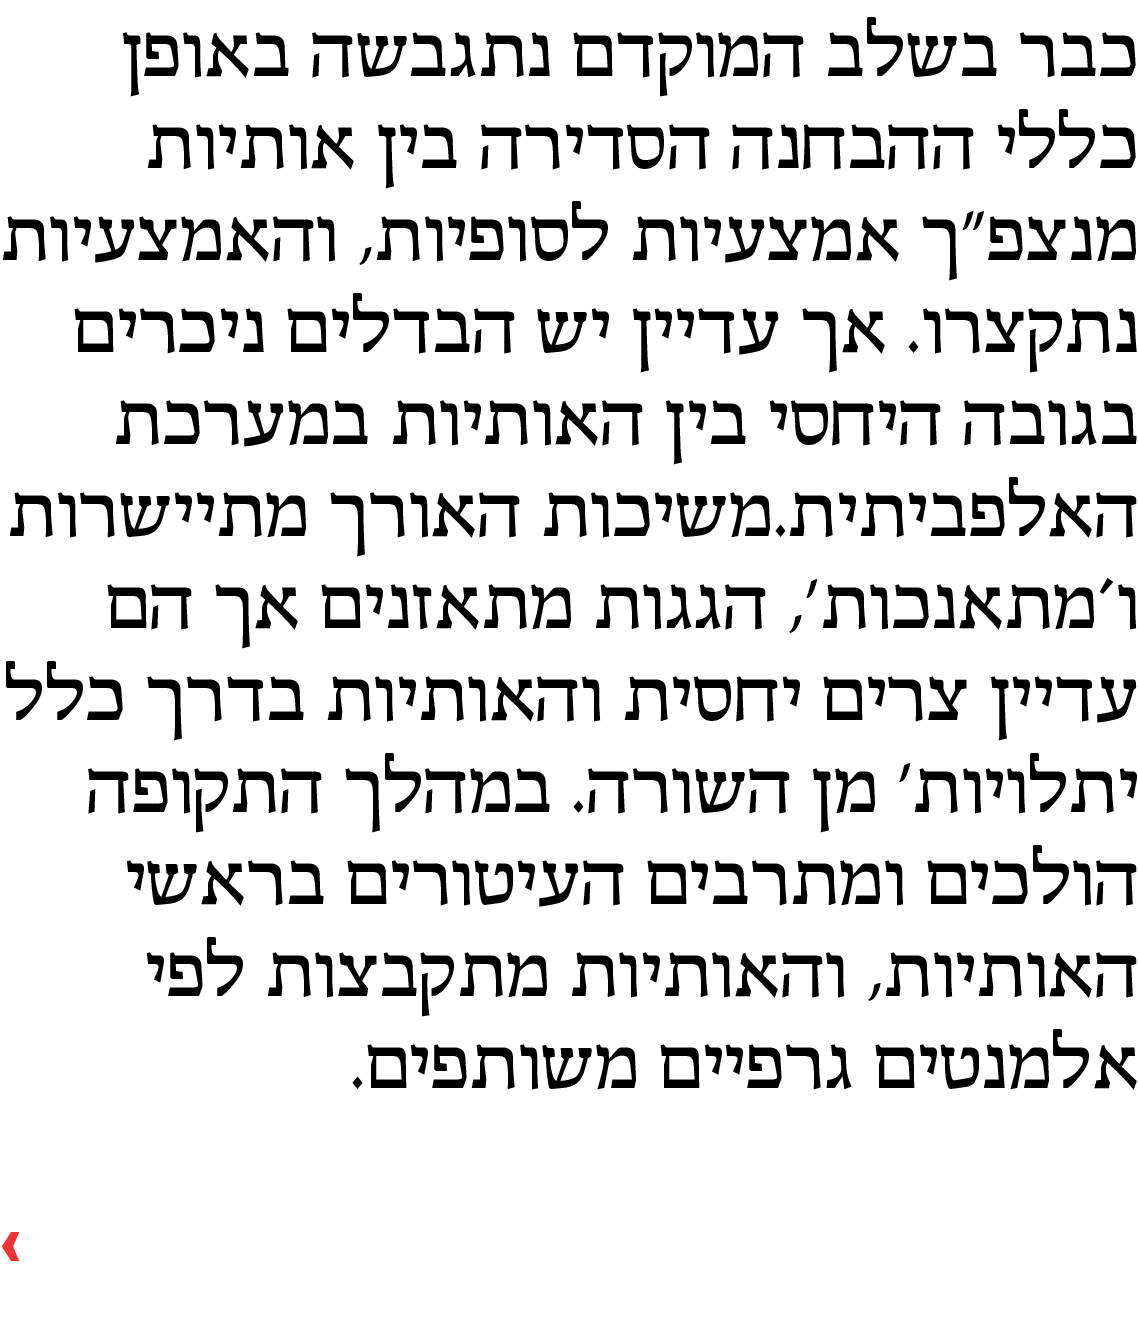 כבר בשלב המוקדם נתגבשה באופן
כללי ההבחנה הסדירה בין אותיות
מנצפ״ך אמצעיות לסופיות, והאמצעיות
נתקצרו. אך עדיין יש הבדלים ניכרים
בגובה היחסי בין האותיות במערכת
האלפביתית.משיכות האורך מתיישרות
ו׳מתאנכות׳, הגגות מתאזנים אך הם
עדיין צרים יחסית והאותיות בדרך כלל
יתלויות׳ מן השורה. במהלך התקופה
הולכים ומתרבים העיטורים בראשי
האותיות, והאותיות מתקבצות לפי
אלמנטים גרפיים משותפים.
‹